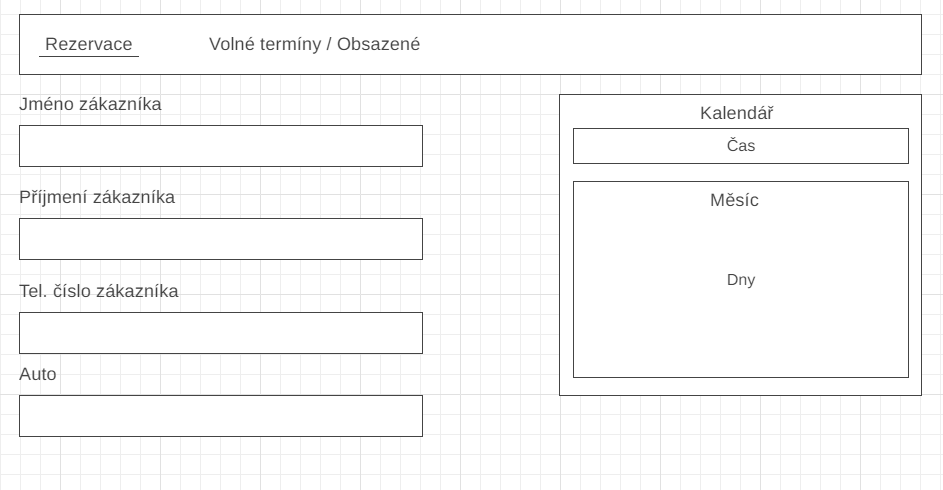 Rezervace
Volné termíny / Obsazené
Jméno zákazníka
Příjmení zákazníka
Tel. číslo zákazníka
Auto
Kalendář
Čas
Měsíc
Dny